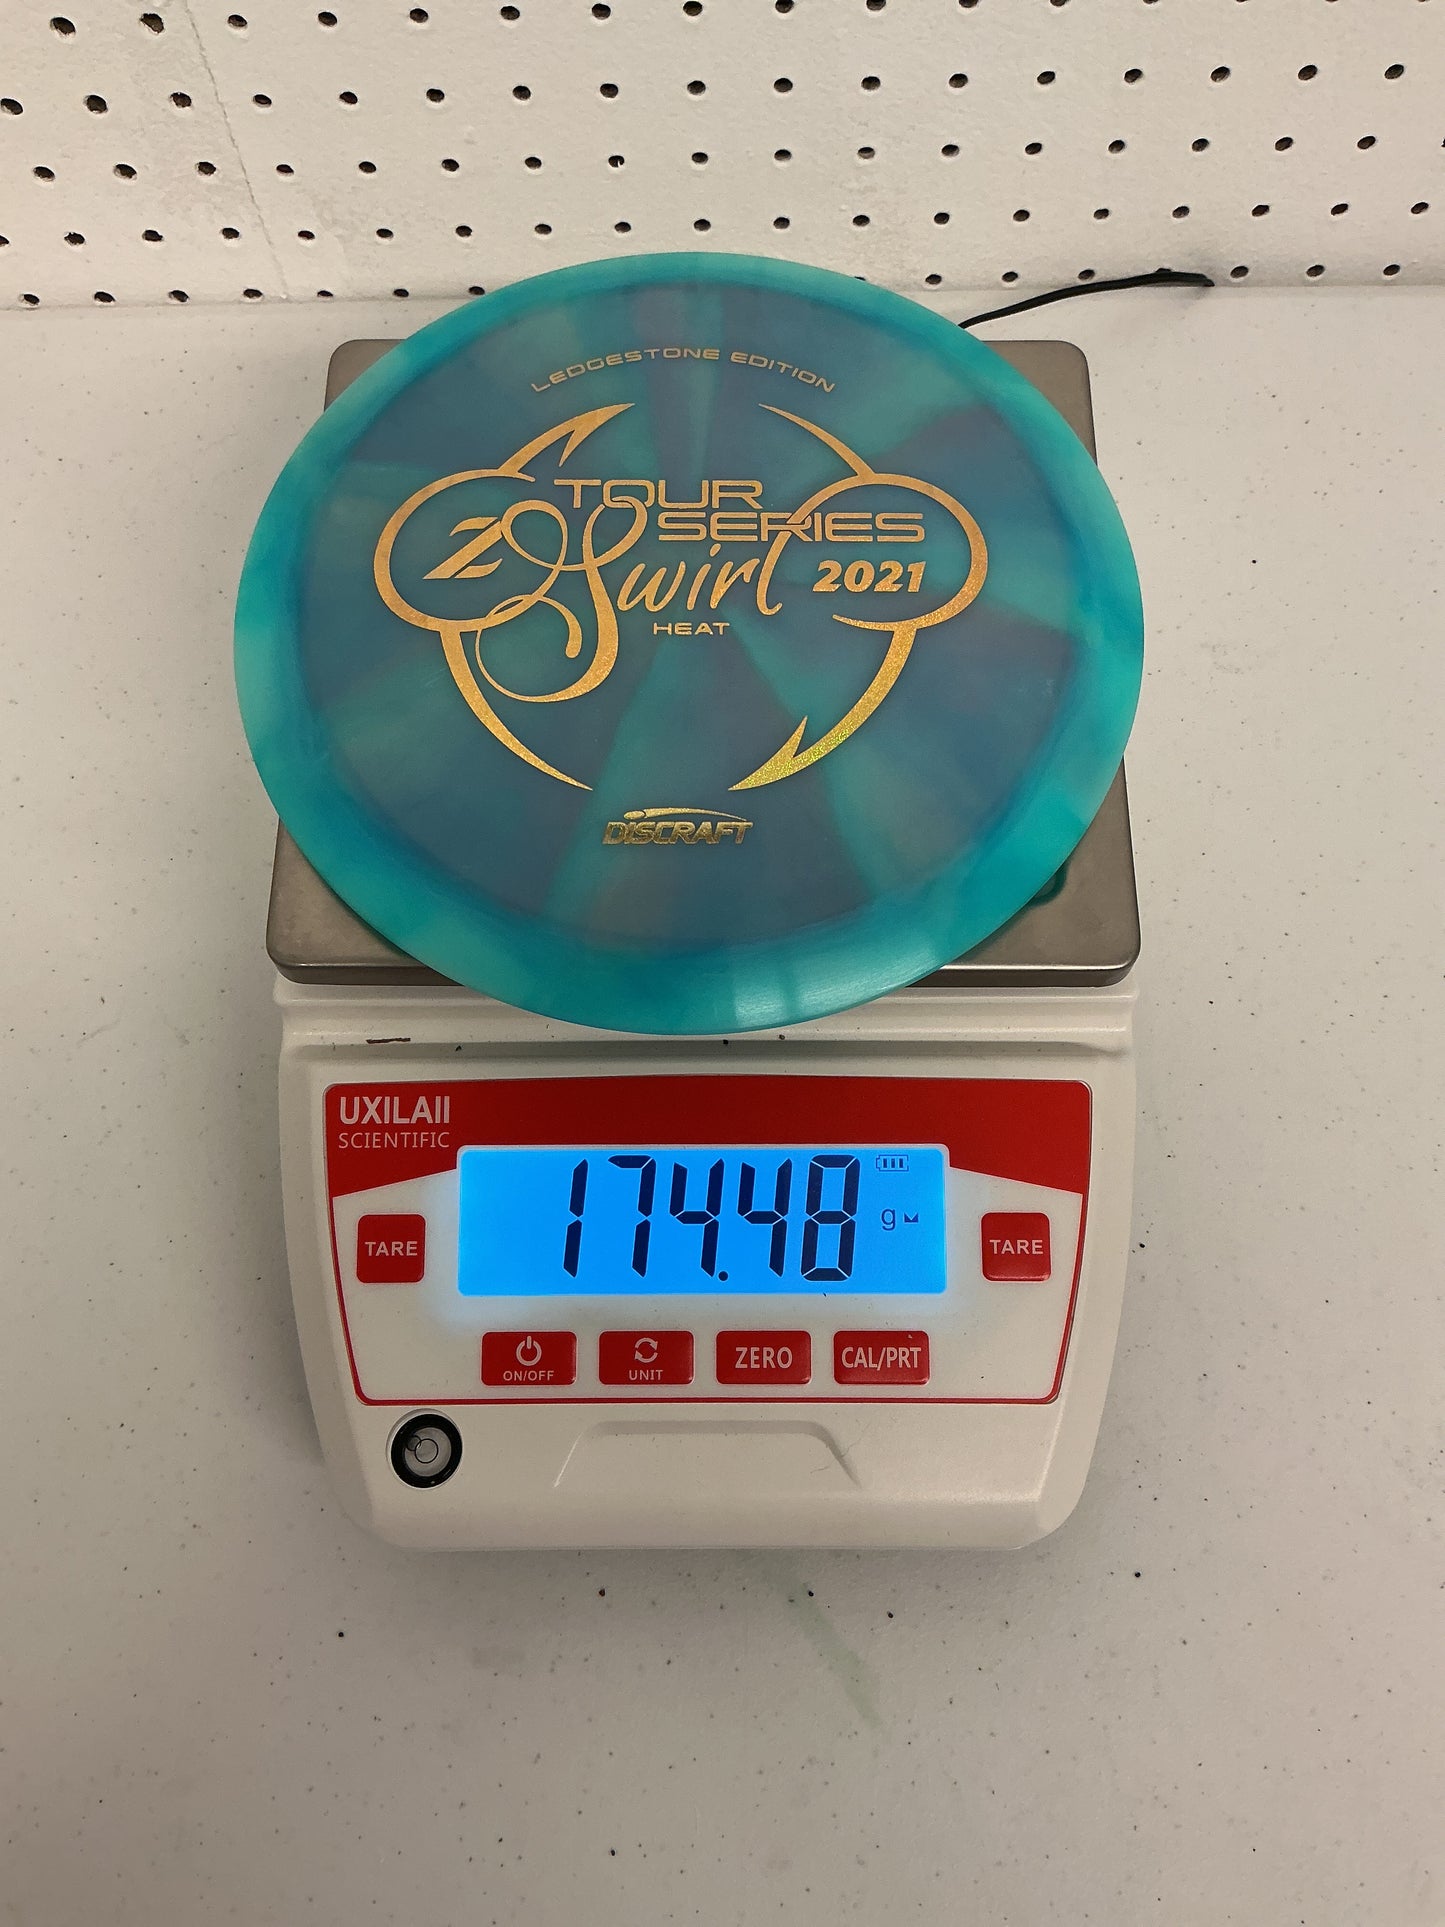 LEDGESTONE EDITION
TOUR
SERIES
Z Swirl 2021
HEAT
DISCRAFT
UXILAII
SCIENTIFIC
174.48 g
TARE
TARE
ON/OFF
UNIT
ZERO
CAL/PRT